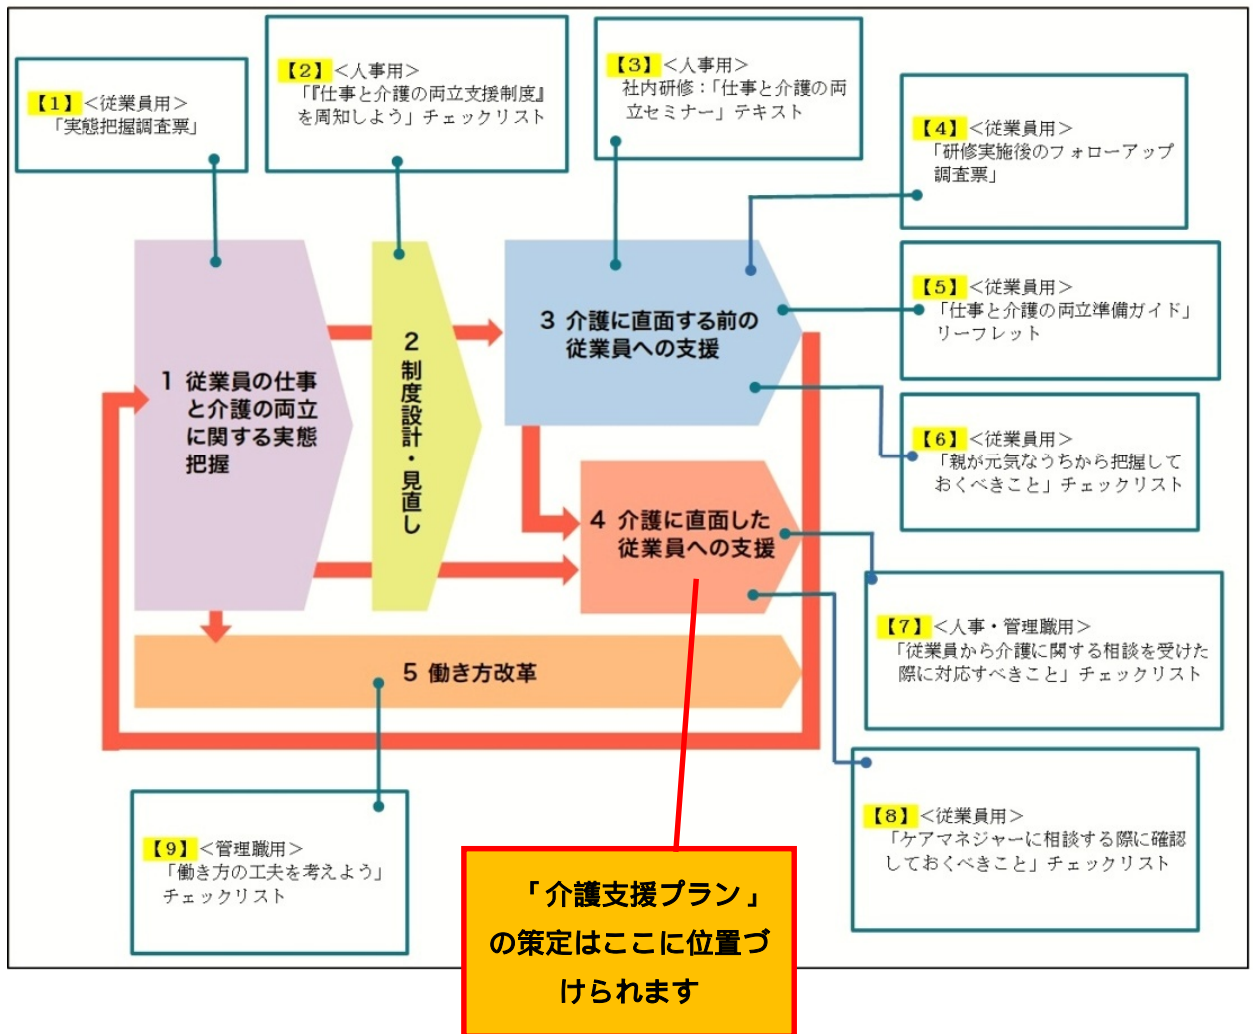 【1】<従業員用>
「実態把握調査票」
【2】<人事用>
「『仕事と介護の両立支援制度』
を周知しよう」チェックリスト
【3】<人事用>
社内研修:「仕事と介護の両
立セミナー」テキスト
【4】<従業員用>
「研修実施後のフォローアップ
調査票」
【5】<従業員用>
「仕事と介護の両立準備ガイド」
リーフレット
【6】<従業員用>
「親が元気なうちから把握して
おくべきこと」チェックリスト
1 従業員の仕事
と介護の両立
に関する実態
把握
2 制度設計・見直し
3 介護に直面する前の
従業員への支援
4 介護に直面した
従業員への支援
5 働き方改革
【7】<人事・管理職用>
「従業員から介護に関する相談を受けた
際に対応すべきこと」チェックリスト
【8】<従業員用>
「ケアマネジャーに相談する際に確認
しておくべきこと」チェックリスト
【9】<管理職用>
「働き方の工夫を考えよう」
チェックリスト
「介護支援プラン」
の策定はここに位置づ
けられます